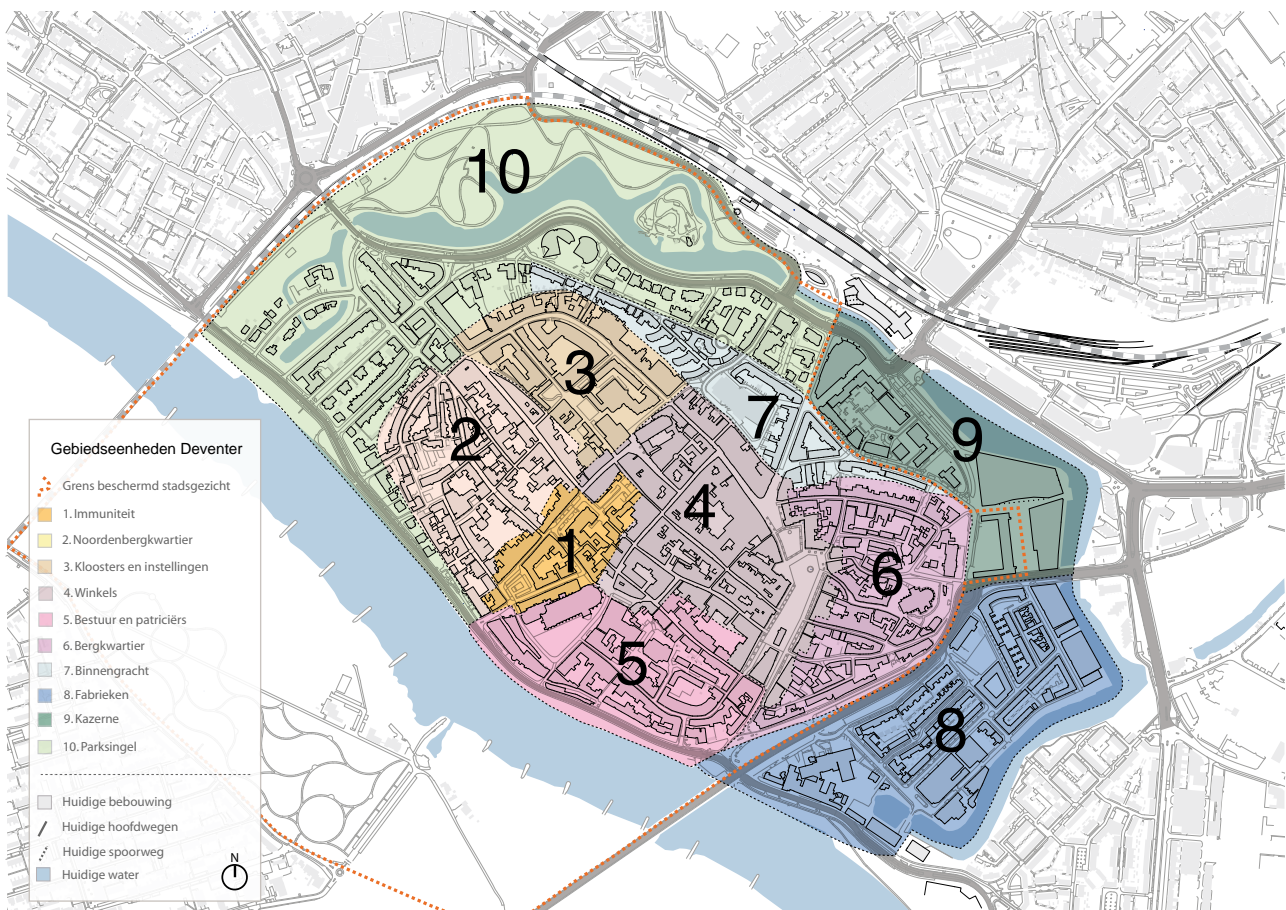 10
3
7
2
9
4
1
6
5
8
Gebiedseenheden Deventer
Grens beschermd stadsgezicht
1. Immuniteit
2. Noordenbergkwartier
3. Kloosters en instellingen
4. Winkels
5. Bestuur en patriciërs
6. Bergkwartier
7. Binnengracht
8. Fabrieken
9. Kazerne
10. Parksingel
Huidige bebouwing
Huidige hoofdwegen
Huidige spoorweg
Huidige water
N